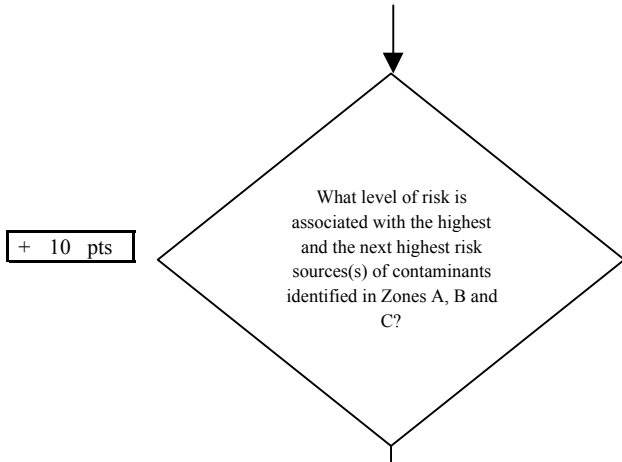 What level of risk is
associated with the highest
+ 10 pts
and the next highest risk
sources(s) of contaminants
identified in Zones A, B and
C?